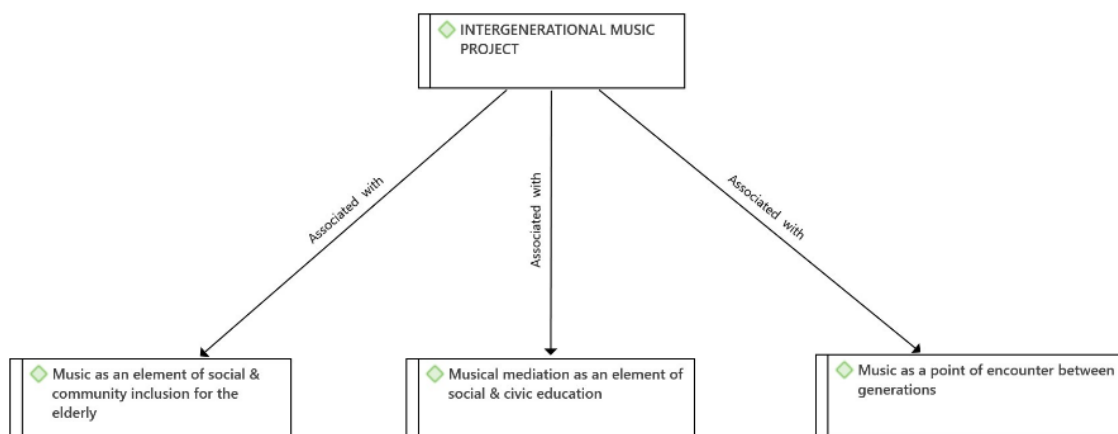 INTERGENERATIONAL MUSIC
PROJECT
Associated with
Associated with
Associated with
Music as an element of social &
community inclusion for the
elderly
Musical mediation as an element of
social & civic education
Music as a point of encounter between
generations